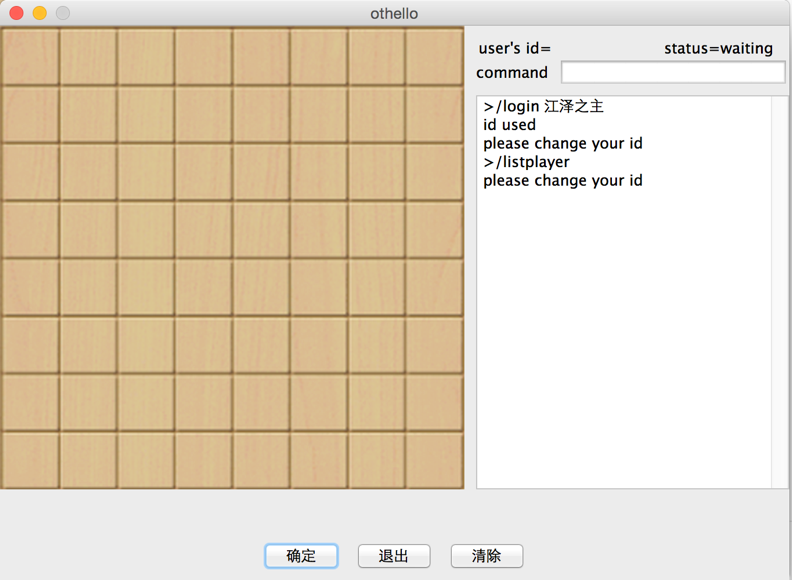 othello
user's id=
status=waiting
command
>/login 江泽之主
id used
please change your id
>/listplayer
please change your id
确定
退出
清除